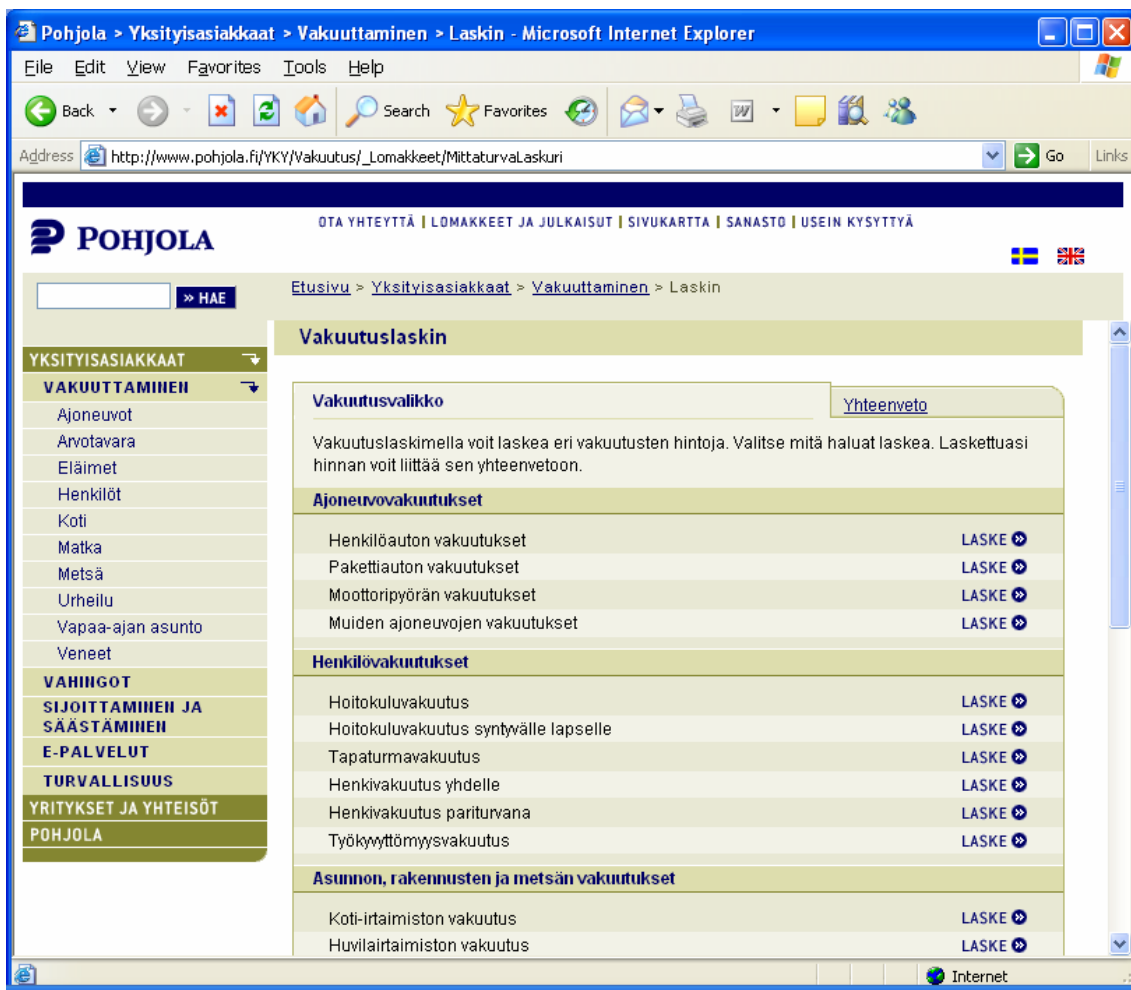 Pohjola > Yksityisasiakkaat > Vakuuttaminen > Laskin - Microsoft Internet Explorer
File Edit View Favorites Tools Help
Back Search Favorites
Address http://www.pohjola.fi/YKY/Vakuutus/_Lomakkeet/MittaturvaLaskuri Go Links
OTA YHTEYTTÄ | LOMAKKEET JA JULKAISUT | SIVUKARTTA | SANASTO | USEIN KYSYTTYÄ
POHJOLA
» HAE
Etusivu > Yksityisasiakkaat > Vakuuttaminen > Laskin
YKSITYISASIAKKAAT
VAKUUTTAMINEN
Ajoneuvot
Arvotavara
Eläimet
Henkilöt
Koti
Matka
Metsä
Urheilu
Vapaa-ajan asunto
Veneet
VAHINGOT
SIJOITTAMINEN JA
SÄÄSTÄMINEN
E-PALVELUT
TURVALLISUUS
YRITYKSET JA YHTEISÖT
POHJOLA
Vakuutuslaskin
Vakuutusvalikko Yhteenveto
Vakuutuslaskimella voit laskea eri vakuutusten hintoja. Valitse mitä haluat laskea. Laskettuasi
hinnan voit liittää sen yhteenvetoon.
Ajoneuvovakuutukset
Henkilöauton vakuutukset LASKE
Pakettiauton vakuutukset LASKE
Moottoripyörän vakuutukset LASKE
Muiden ajoneuvojen vakuutukset LASKE
Henkilövakuutukset
Hoitokuluvakuutus LASKE
Hoitokuluvakuutus syntyvälle lapselle LASKE
Tapaturmavakuutus LASKE
Henkivakuutus yhdelle LASKE
Henkivakuutus pariturvana LASKE
Työkyvyttömyysvakuutus LASKE
Asunnon, rakennusten ja metsän vakuutukset
Koti-irtaimiston vakuutus LASKE
Huvilairtaimiston vakuutus LASKE
Internet